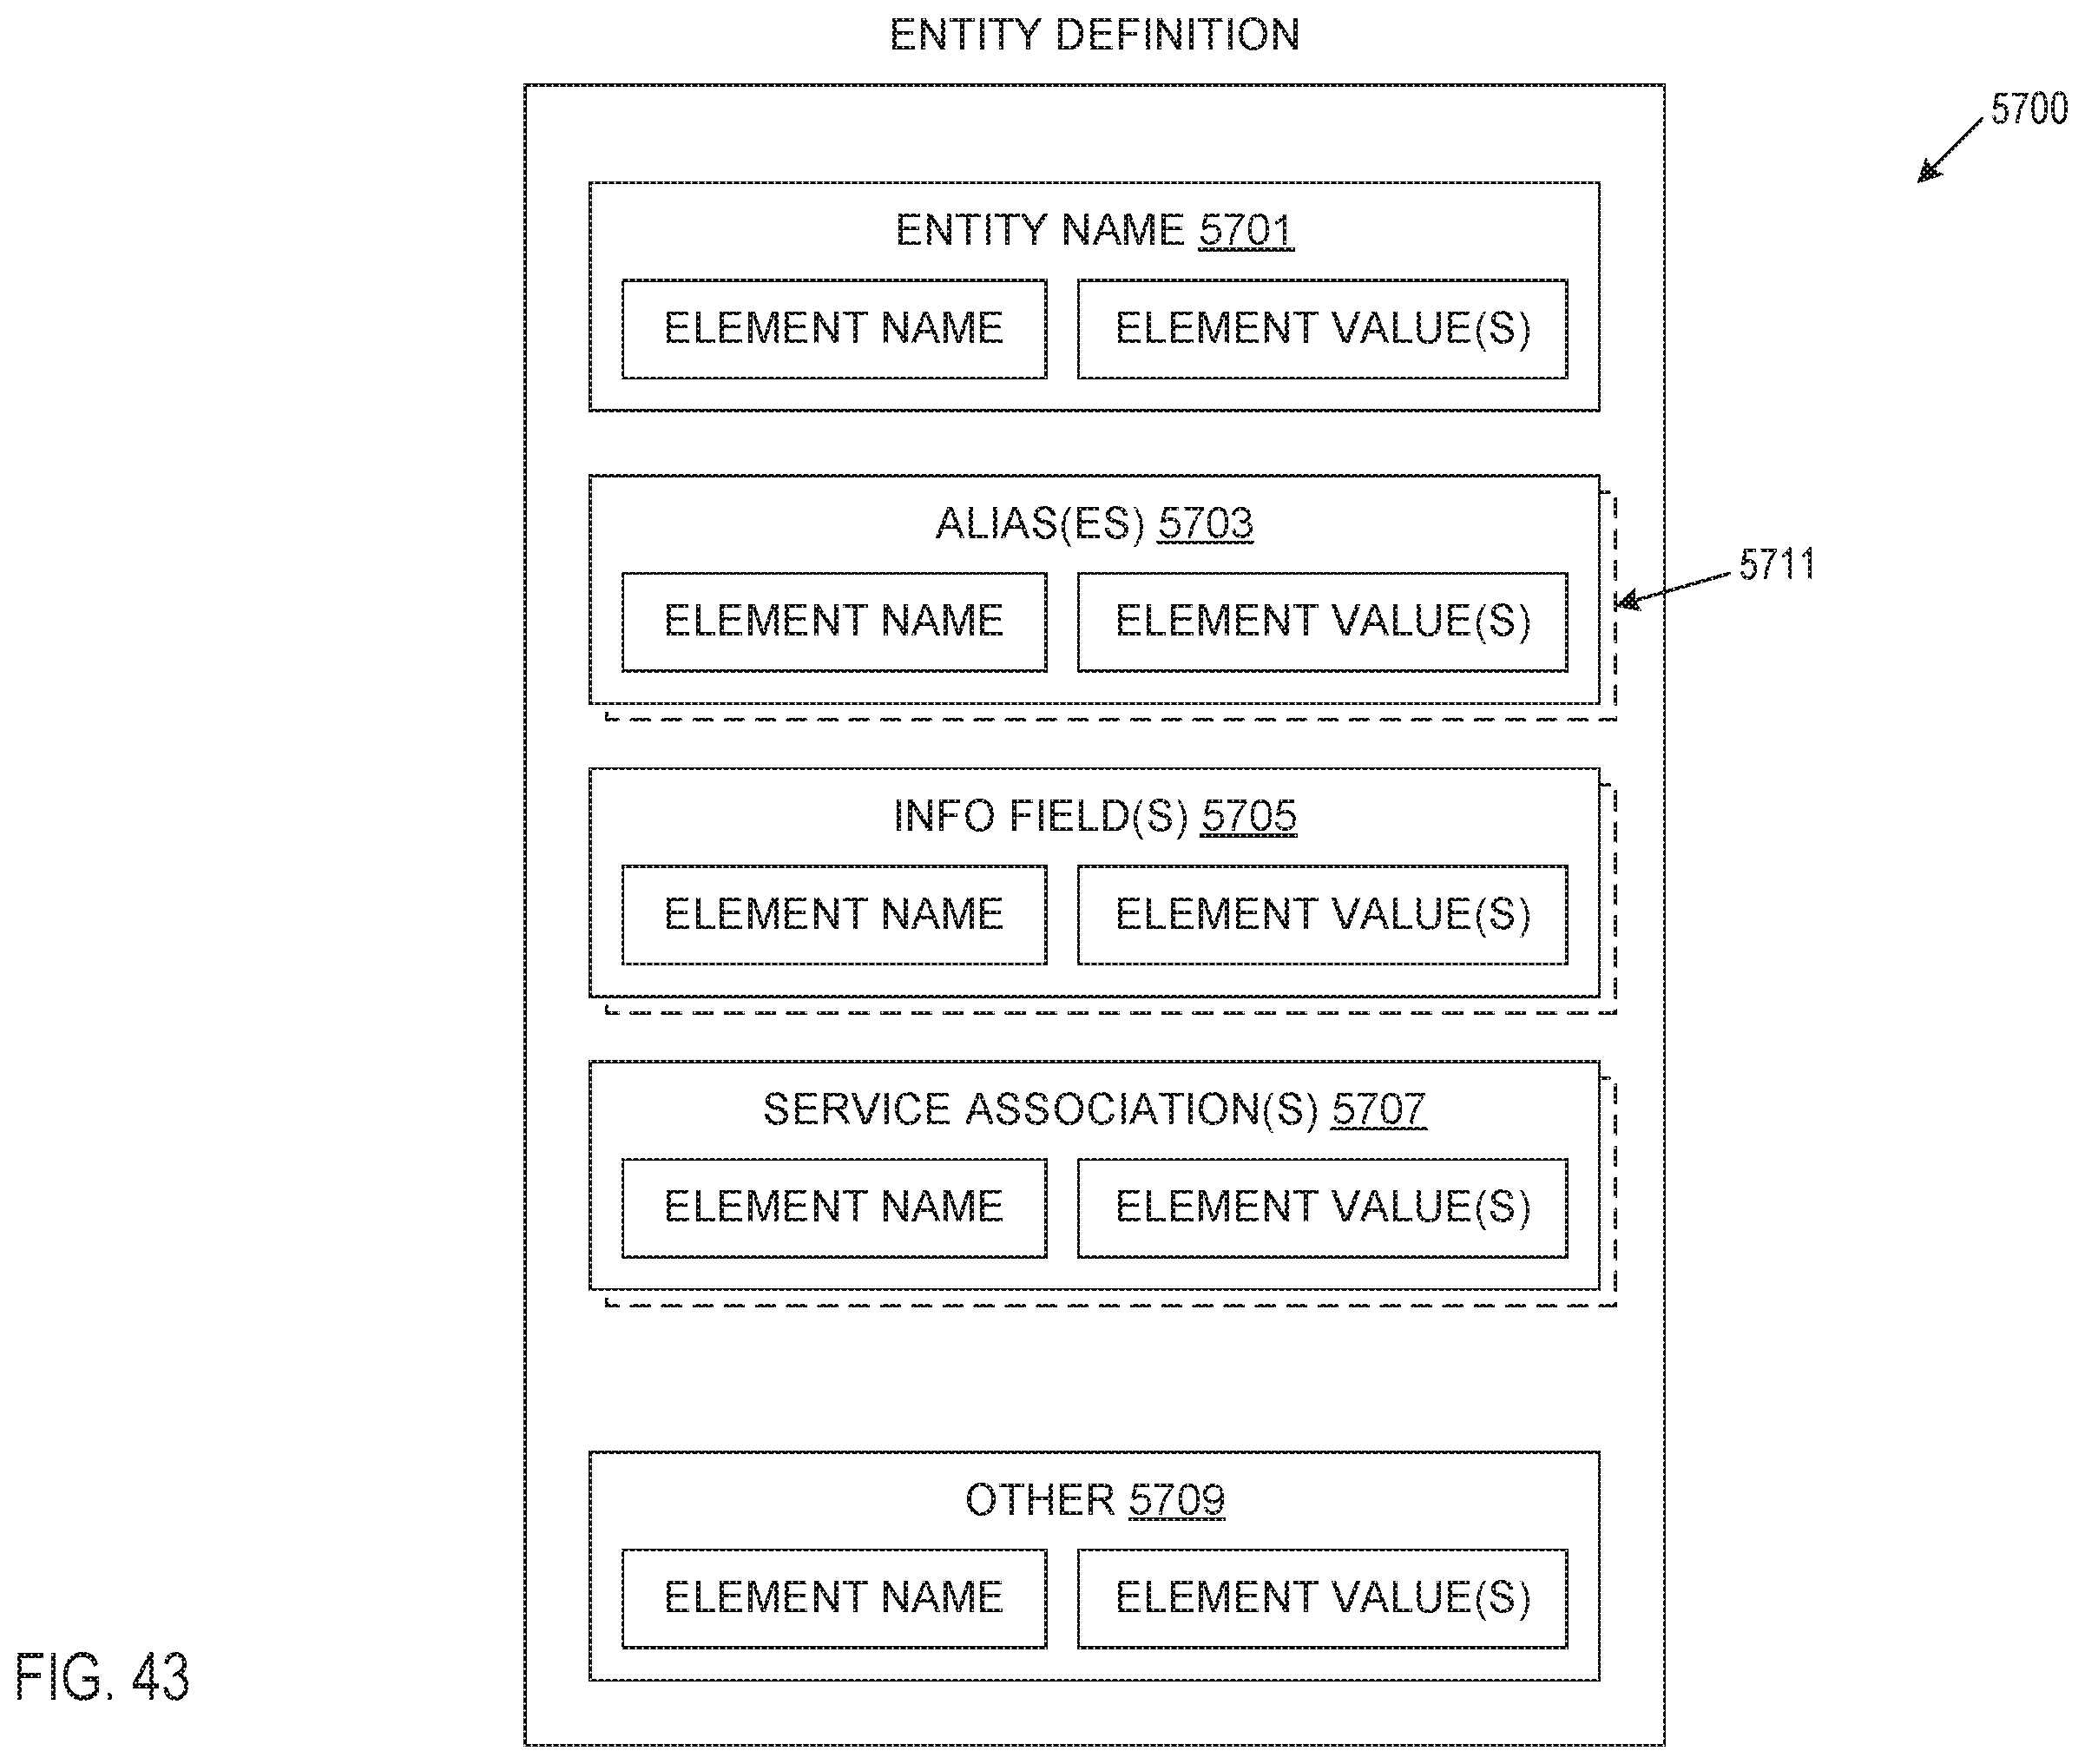 ENTITY DEFINITION
5700
ENTITY NAME 5701
ELEMENT NAME
ELEMENT VALUE(S)
ALIAS(ES) 5703
5711
ELEMENT NAME
ELEMENT VALUE(S)
INFO FIELD(S) 5705
ELEMENT NAME
ELEMENT VALUE(S)
SERVICE ASSOCIATION(S) 5707
ELEMENT NAME
ELEMENT VALUE(S)
OTHER 5709
ELEMENT NAME
ELEMENT VALUE(S)
FIG. 43